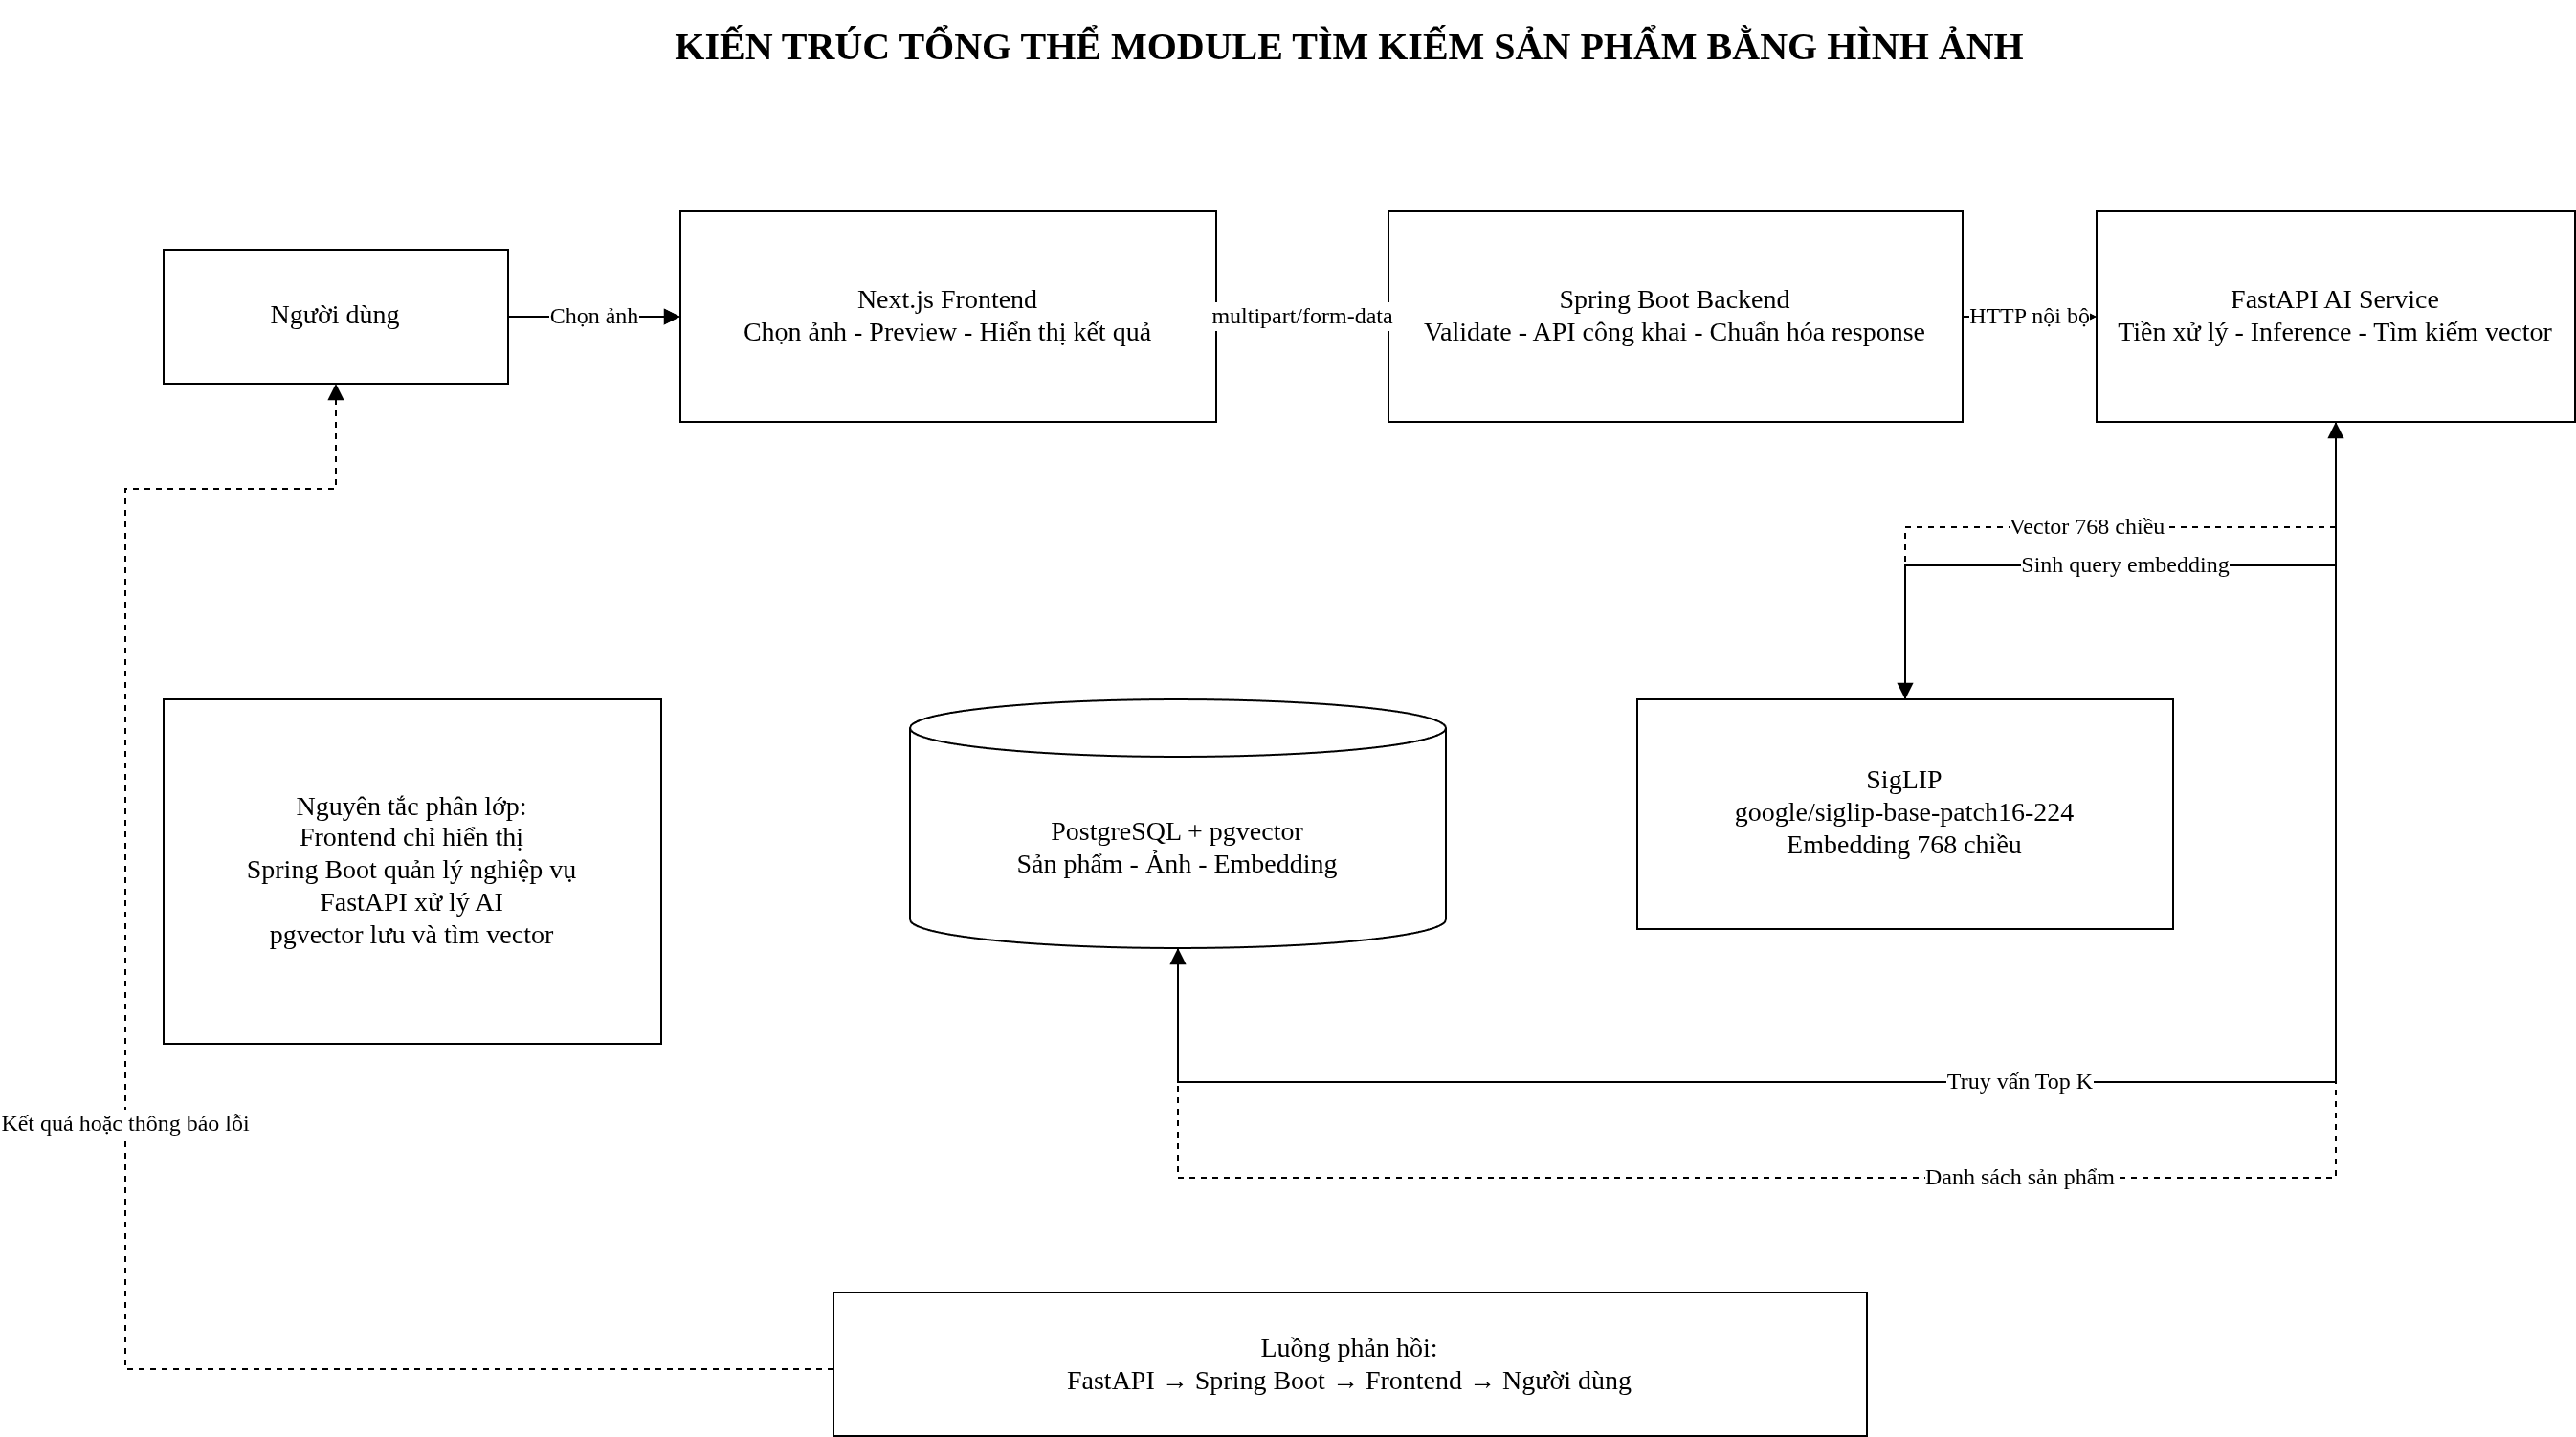 KIẾN TRÚC TỔNG THỂ MODULE TÌM KIẾM SẢN PHẨM BẰNG HÌNH ẢNH
Người dùng
Chọn ảnh
Next.js Frontend
Chọn ảnh - Preview - Hiển thị kết quả
multipart/form-data
Spring Boot Backend
Validate - API công khai - Chuẩn hóa response
HTTP nội bộ
FastAPI AI Service
Tiền xử lý - Inference - Tìm kiếm vector
Vector 768 chiều
Sinh query embedding
Nguyên tắc phân lớp:
Frontend chỉ hiển thị
Spring Boot quản lý nghiệp vụ
FastAPI xử lý AI
pgvector lưu và tìm vector
PostgreSQL + pgvector
Sản phẩm - Ảnh - Embedding
SigLIP
google/siglip-base-patch16-224
Embedding 768 chiều
Truy vấn Top K
Kết quả hoặc thông báo lỗi
Danh sách sản phẩm
Luồng phản hồi:
FastAPI → Spring Boot → Frontend → Người dùng